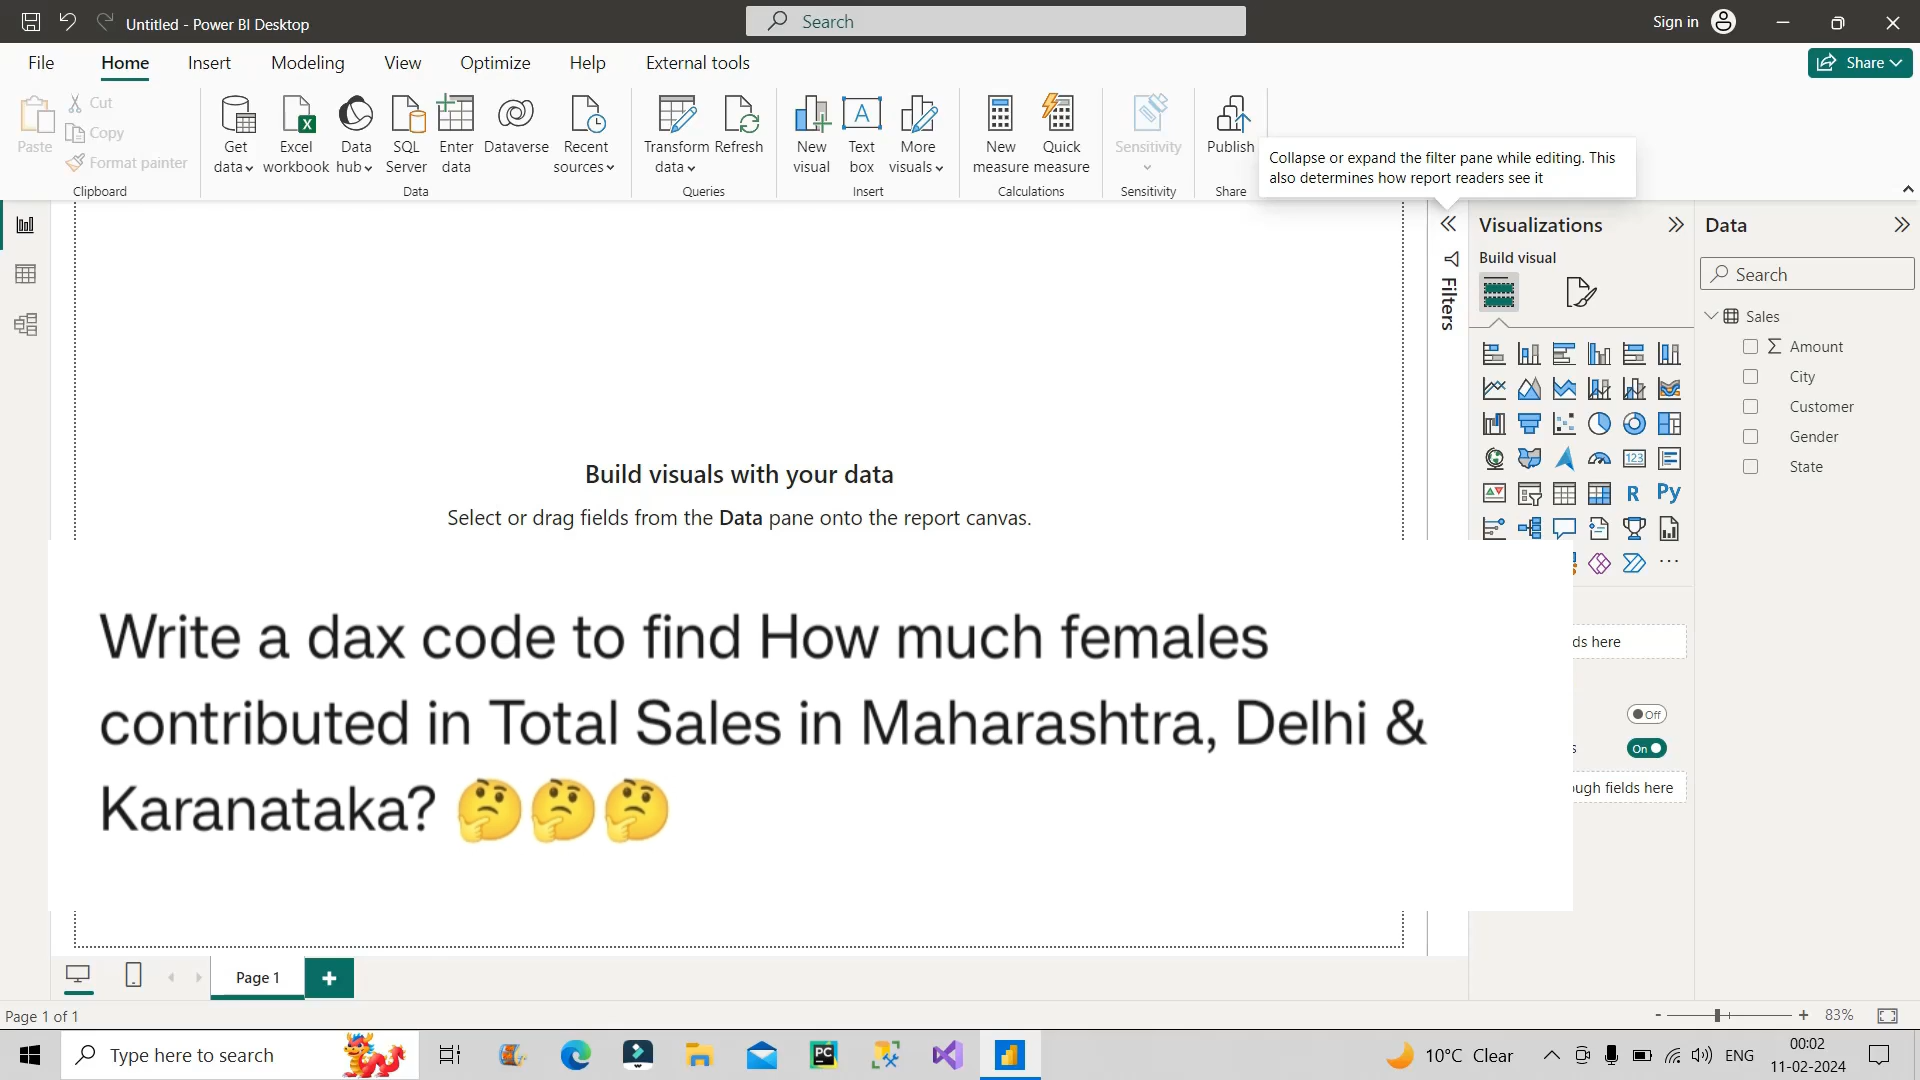 Untitled - Power BI Desktop
Search
Sign in
File Home Insert Modeling View Optimize Help External tools
Share
Paste
Cut
Copy
Format painter
Clipboard
Get data
Excel workbook
Data hub
SQL Server
Enter data
Dataverse
Recent sources
Data
Transform data
Refresh
Queries
New visual
Text box
More visuals
Insert
New measure
Quick measure
Calculations
Sensitivity
Sensitivity
Publish
Share
Collapse or expand the filter pane while editing. This
also determines how report readers see it
Filters
Visualizations
Build visual
123
R
Py
ds here
Off
s
On
ough fields here
Data
Search
Sales
Amount
City
Customer
Gender
State
Build visuals with your data
Select or drag fields from the Data pane onto the report canvas.
Write a dax code to find How much females
contributed in Total Sales in Maharashtra, Delhi &
Karanataka? 🤔🤔🤔
Page 1
Page 1 of 1
- + 83%
Type here to search
PC
10°C Clear
ENG
00:02
11-02-2024